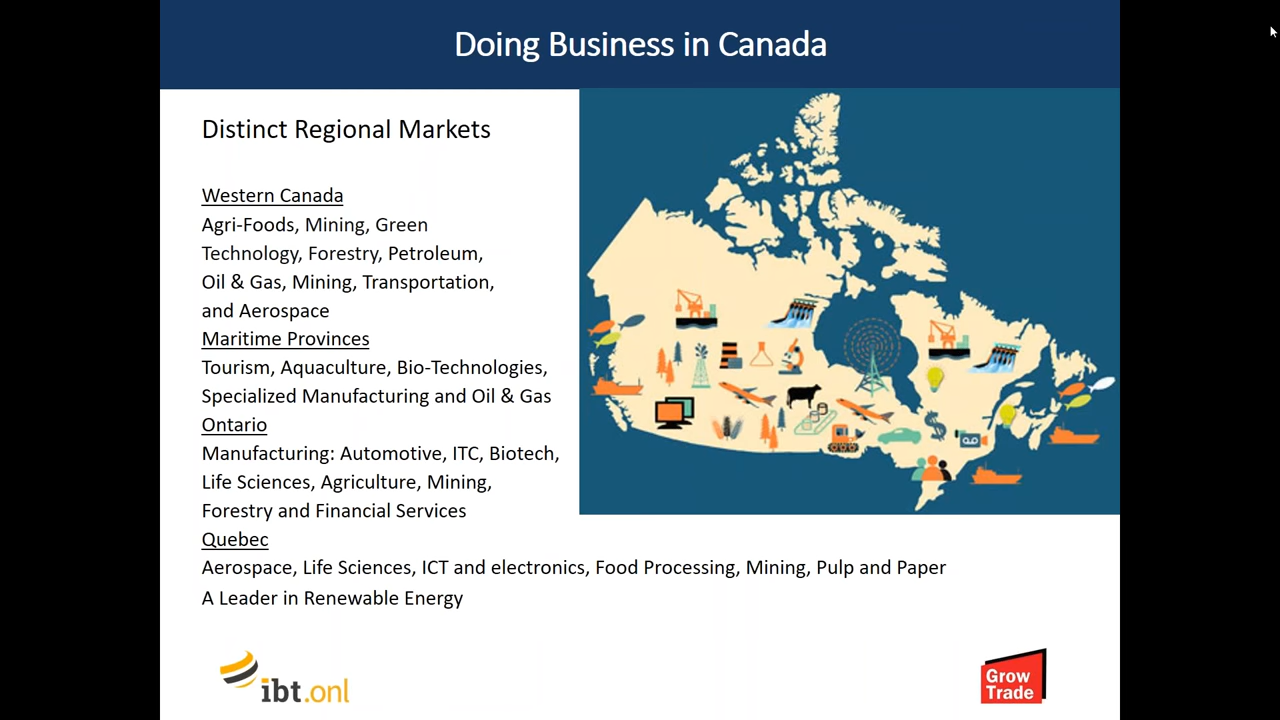 Doing Business in Canada
Distinct Regional Markets
Western Canada
Agri-Foods, Mining, Green
Technology, Forestry, Petroleum,
Oil & Gas, Mining, Transportation,
and Aerospace
Maritime Provinces
Tourism, Aquaculture, Bio-Technologies,
Specialized Manufacturing and Oil & Gas
Ontario
Manufacturing: Automotive, ITC, Biotech,
Life Sciences, Agriculture, Mining,
Forestry and Financial Services
Quebec
Aerospace, Life Sciences, ICT and electronics, Food Processing, Mining, Pulp and Paper
A Leader in Renewable Energy
ibt.onl
Grow
Trade